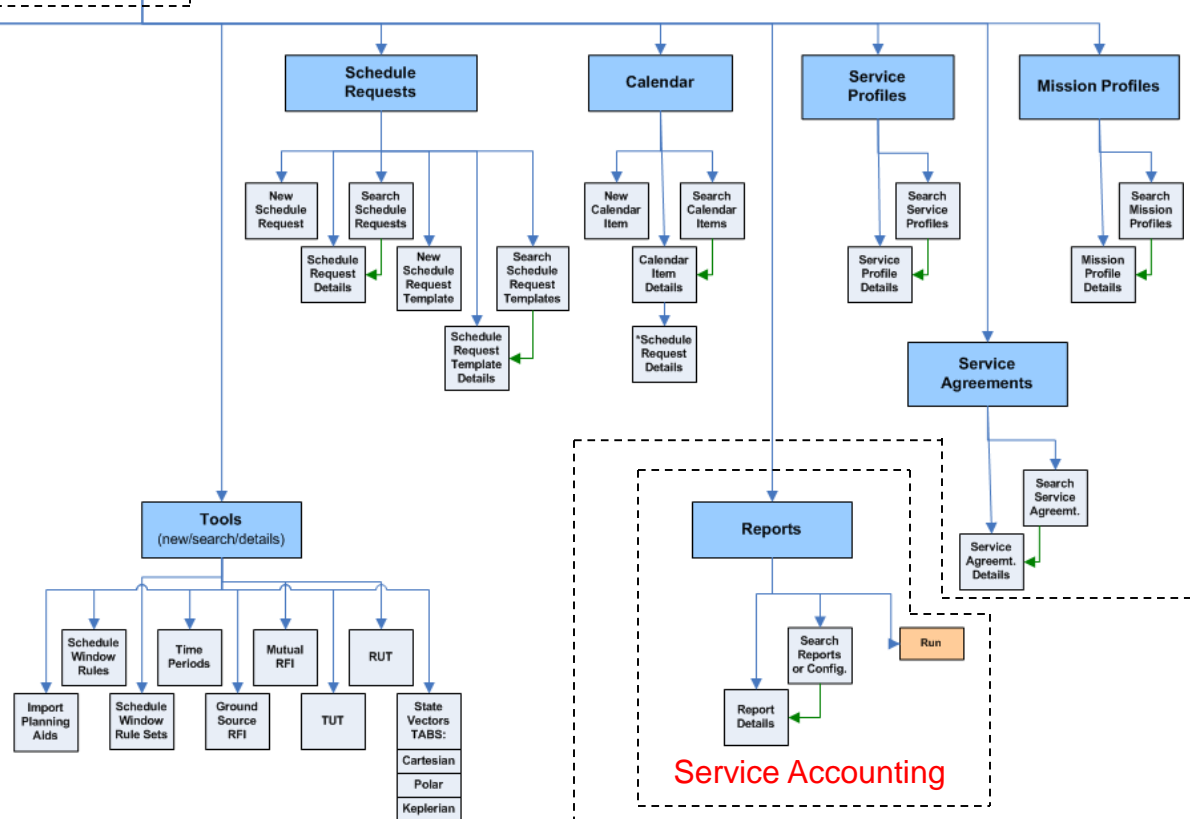 Schedule
Requests
Calendar
Service
Profiles
Mission Profiles
New
Schedule
Request
Search
Schedule
Requests
Schedule
Request
Details
New
Schedule
Request
Template
Search
Schedule
Request
Templates
Schedule
Request
Template
Details
New
Calendar
Item
Search
Calendar
Items
Calendar
Item
Details
*Schedule
Request
Details
Search
Service
Profiles
Service
Profile
Details
Search
Mission
Profiles
Mission
Profile
Details
Service
Agreements
Search
Service
Agreemt.
Service
Agreemt.
Details
Tools
(new/search/details)
Schedule
Window
Rules
Time
Periods
Mutual
RFI
RUT
Import
Planning
Aids
Schedule
Window
Rule Sets
Ground
Source
RFI
TUT
State
Vectors
TABS:
Cartesian
Polar
Keplerian
Reports
Search
Reports
or Config.
Run
Report
Details
Service Accounting